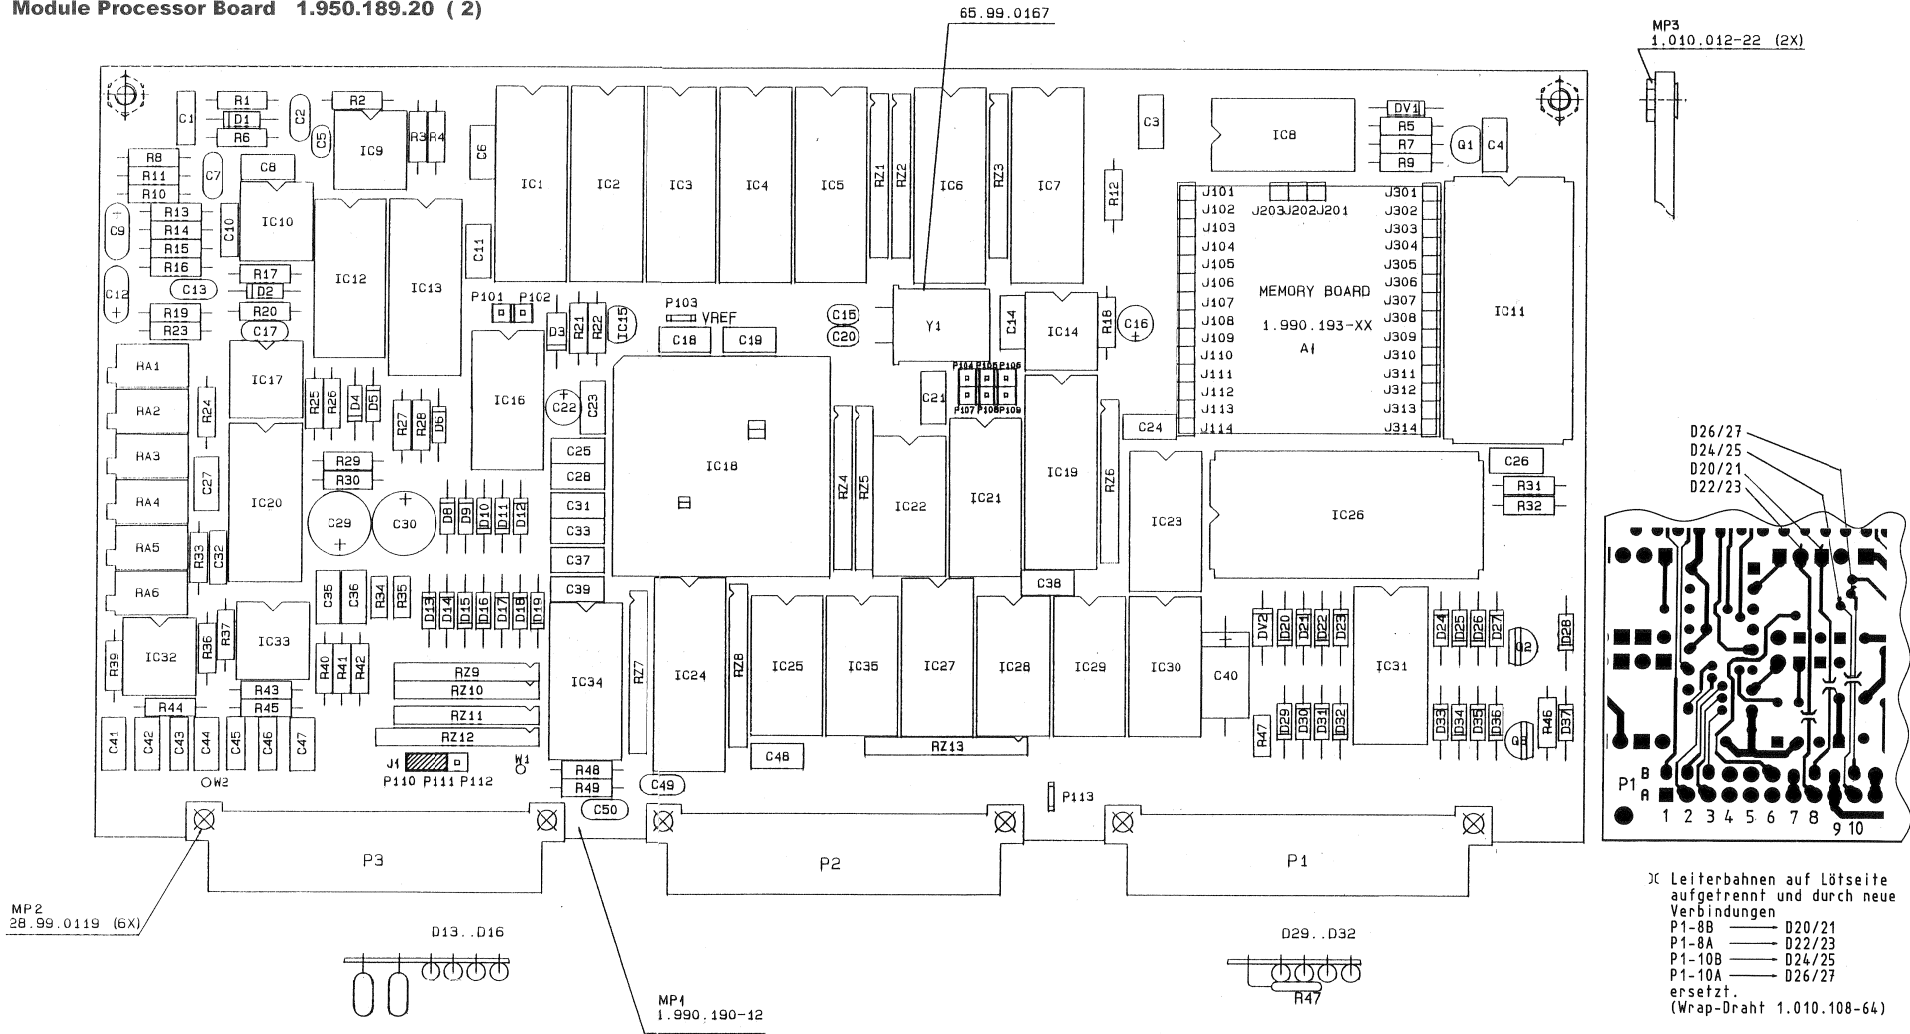 Module Processor Board 1.950.189.20 ( 2)
65.99.0167
MP3
1.010.012-22 (2X)
C1
R1
D1
R6
C2
C5
R2
IC9
R3
R4
C6
IC1
IC2
IC3
IC4
IC5
RZ1
RZ2
IC6
RZ3
IC7
C3
IC8
DV1
R5
R7
R9
Q1
C4
R8
R11
R10
C7
C8
R12
R13
R14
R15
R16
C9
C10
IC10
C11
IC12
IC13
R17
D2
R20
C12
C13
R19
R23
C17
P101
P102
D3
R21
R22
IC15
P103
VREF
C18
C19
C15
C20
Y1
C14
IC14
R18
C16
J101
J102
J103
J104
J105
J106
J107
J108
J109
J110
J111
J112
J113
J114
J203J202J201
MEMORY BOARD
1.990.193-XX
A1
J301
J302
J303
J304
J305
J306
J307
J308
J309
J310
J311
J312
J313
J314
IC11
RA1
RA2
RA3
RA4
RA5
RA6
IC17
R24
R25
R26
D4
D5
R27
R28
D6
IC16
C22
C23
C21
P104 P105 P106
P107 P108 P109
C24
C27
IC20
R29
R30
C29
C30
D8
D9
D10
D11
D12
C25
C28
C31
C33
C37
C39
IC18
RZ4
RZ5
IC22
IC21
IC19
RZ6
IC23
IC26
C26
R31
R32
R33
C32
C35
C36
R34
R35
D13
D14
D15
D16
D17
D18
D19
C38
R39
IC32
R36
R37
IC33
R40
R41
R42
RZ9
RZ10
RZ11
RZ12
IC34
RZ7
IC24
RZ8
IC25
IC35
IC27
IC28
IC29
IC30
C40
DV2
D20
D21
D22
D23
IC31
D24
D25
D26
D27
Q2
D28
R43
R45
R44
C41
C42
C43
C44
C45
C46
C47
J1
P110 P111 P112
W1
W2
R48
R49
C50
C49
C48
RZ13
R47
D29
D30
D31
D32
D33
D34
D35
D36
Q3
R46
D37
P113
P3
P2
P1
MP2
28.99.0119 (6X)
D13..D16
MP1
1.990.190-12
D29..D32
R47
D26/27
D24/25
D20/21
D22/23
P1
B
A
1 2 3 4 5 6 7 8 9 10
Leiterbahnen auf Lötseite
aufgetrennt und durch neue
Verbindungen
P1-8B → D20/21
P1-8A → D22/23
P1-10B → D24/25
P1-10A → D26/27
ersetzt.
(Wrap-Draht 1.010.108-64)